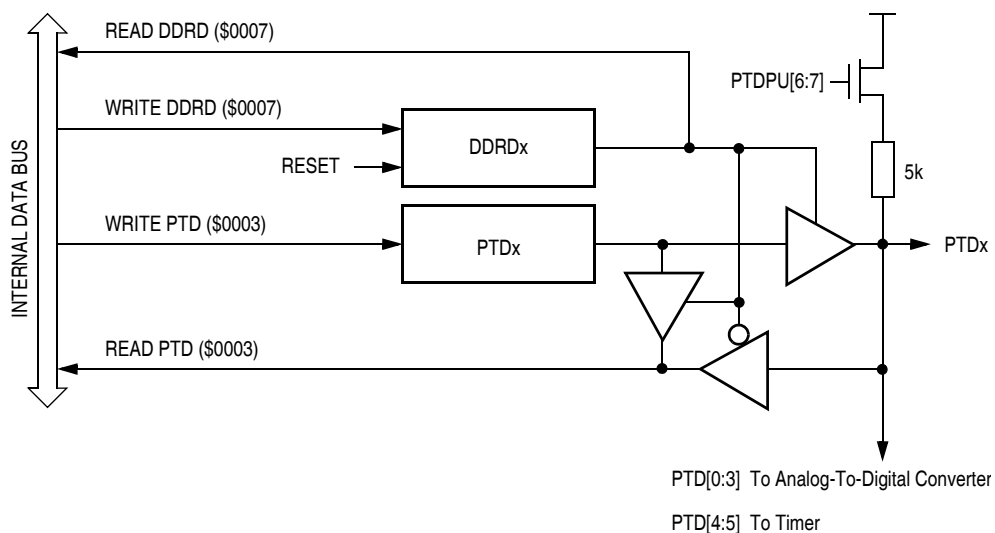 READ DDRD ($0007)
PTDPU[6:7]
WRITE DDRD ($0007)
DDRDx
RESET
5k
INTERNAL DATA BUS
WRITE PTD ($0003)
PTDx
PTDx
READ PTD ($0003)
PTD[0:3] To Analog-To-Digital Converter
PTD[4:5] To Timer